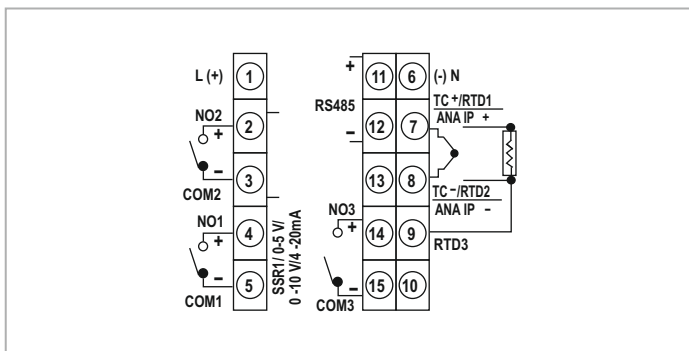 L (+)
1
NO2
+
2
−
3
COM2
NO1
+
4
−
5
COM1
SSR1/ 0-5 V/
0 -10 V/4 -20mA
+
11
6
(-) N
RS485
TC +/RTD1
ANA IP +
−
12
7
13
8
TC −/RTD2
ANA IP −
NO3
+
14
9
RTD3
−
15
10
COM3